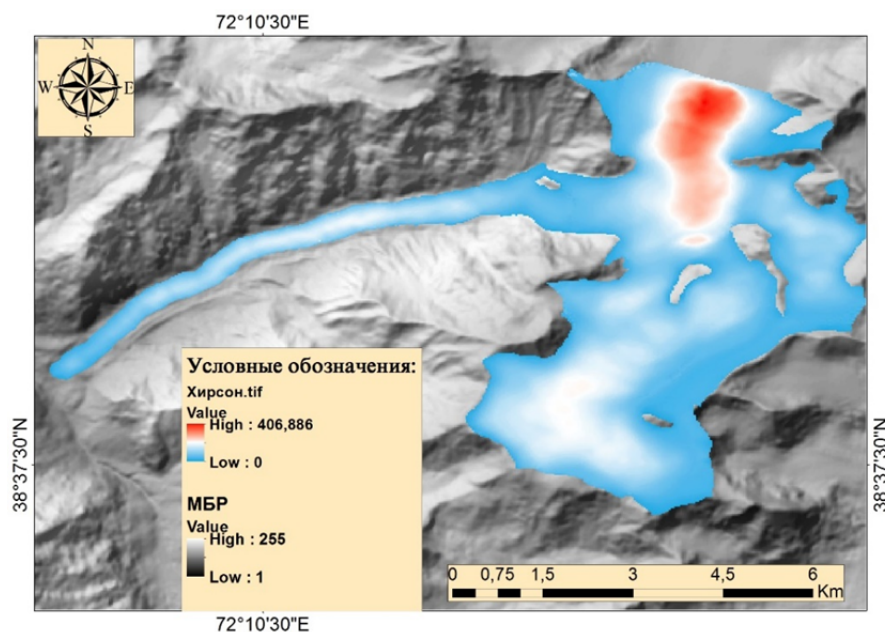 72°10'30"E
N
W E
S
Условные обозначения:
Хирсон.tif
Value
High : 406,886
Low : 0
МБР
Value
High : 255
Low : 1
38°37'30"N
38°37'30"N
0 0,75 1,5 3 4,5 6
Km
72°10'30"E